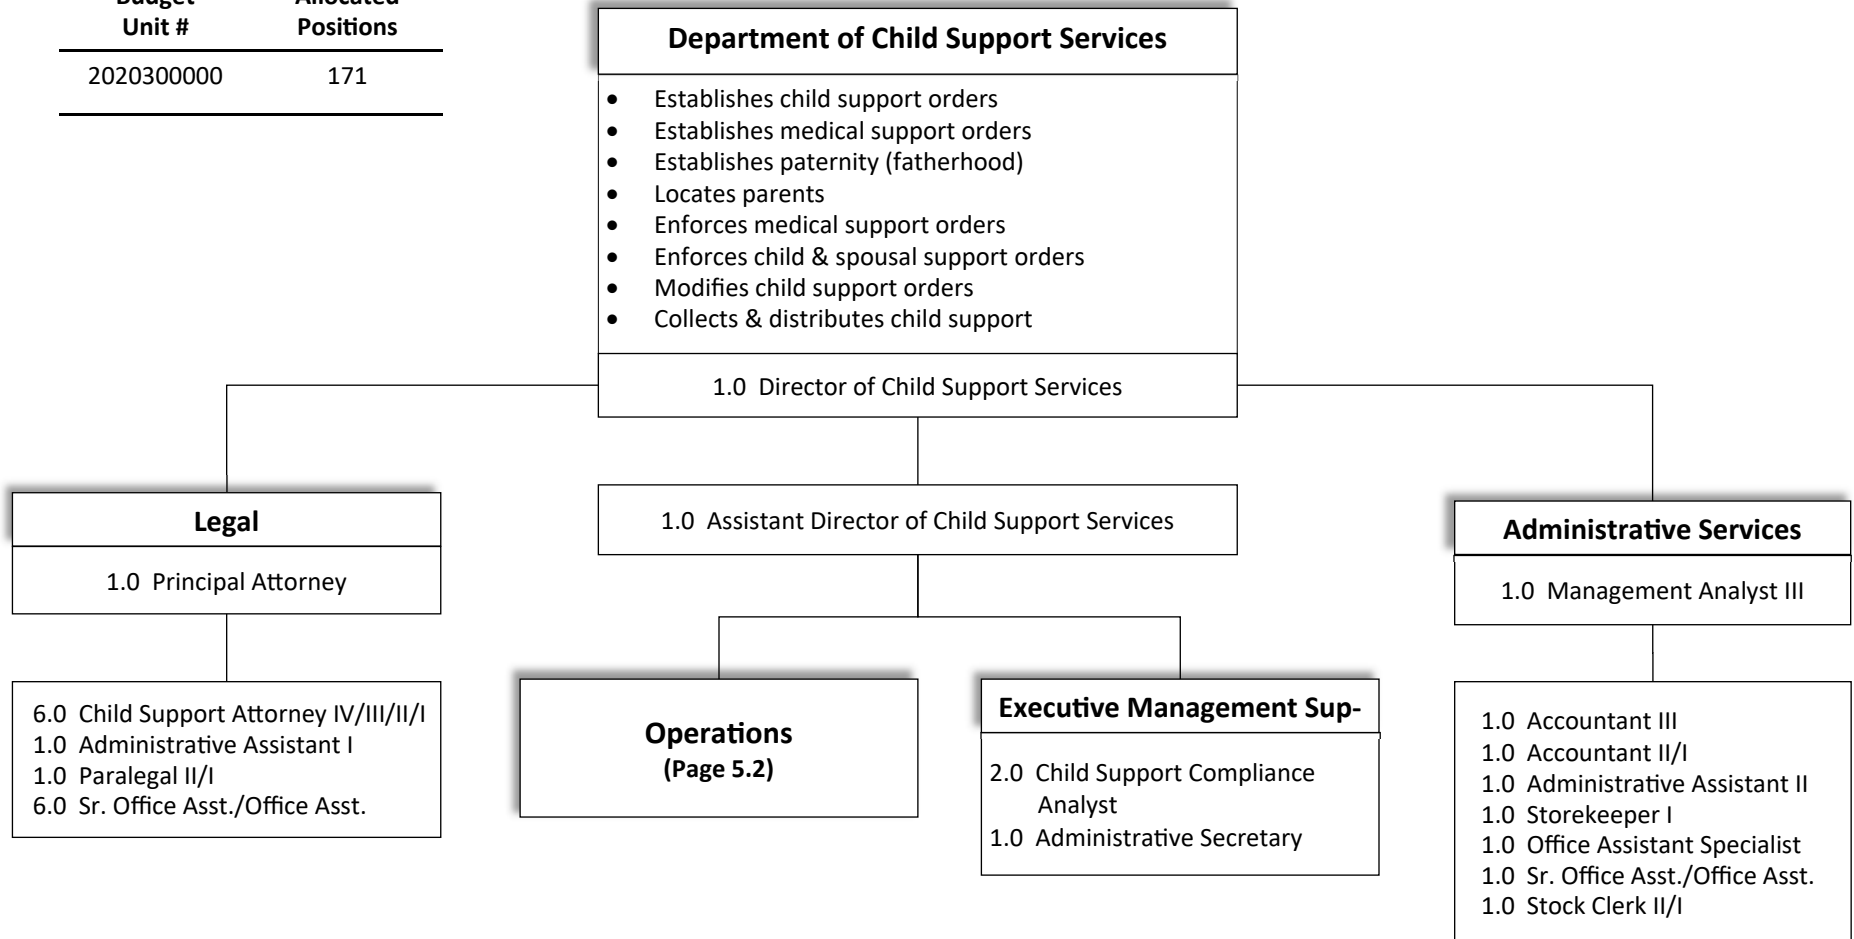 Budget Allocated
Unit # Positions
2020300000 171
Department of Child Support Services
• Establishes child support orders
• Establishes medical support orders
• Establishes paternity (fatherhood)
• Locates parents
• Enforces medical support orders
• Enforces child & spousal support orders
• Modifies child support orders
• Collects & distributes child support
1.0 Director of Child Support Services
Legal
1.0 Principal Attorney
6.0 Child Support Attorney IV/III/II/I
1.0 Administrative Assistant I
1.0 Paralegal II/I
6.0 Sr. Office Asst./Office Asst.
1.0 Assistant Director of Child Support Services
Operations
(Page 5.2)
Executive Management Sup-
2.0 Child Support Compliance
Analyst
1.0 Administrative Secretary
Administrative Services
1.0 Management Analyst III
1.0 Accountant III
1.0 Accountant II/I
1.0 Administrative Assistant II
1.0 Storekeeper I
1.0 Office Assistant Specialist
1.0 Sr. Office Asst./Office Asst.
1.0 Stock Clerk II/I